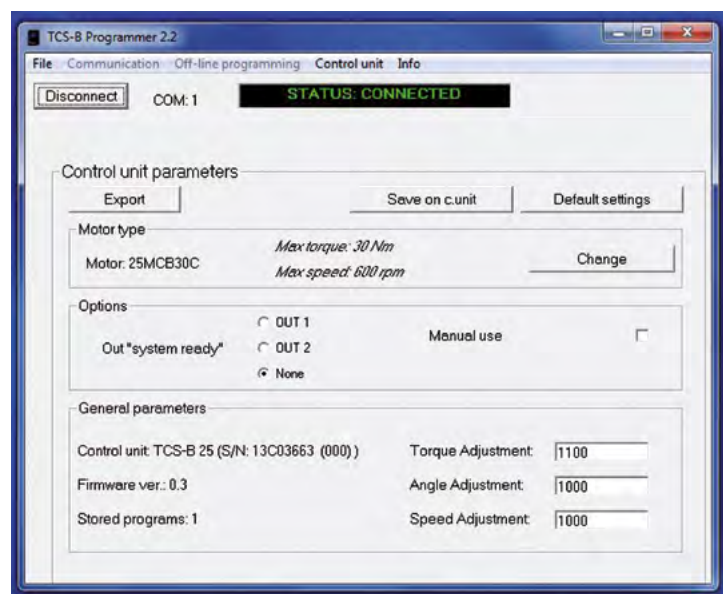 TCS-B Programmer 2.2
File Communication Off-line programming Control unit Info
Disconnect COM: 1 STATUS: CONNECTED
Control unit parameters
Export Save on c.unit Default settings
Motor type
Motor: 25MCB30C Max torque: 30 Nm Change
Max speed: 600 rpm
Options
Out "system ready" OUT 1
OUT 2 Manual use
None
General parameters
Control unit: TCS-B 25 (S/N: 13C03663 (000) ) Torque Adjustment: 1100
Firmware ver.: 0.3 Angle Adjustment: 1000
Stored programs: 1 Speed Adjustment: 1000